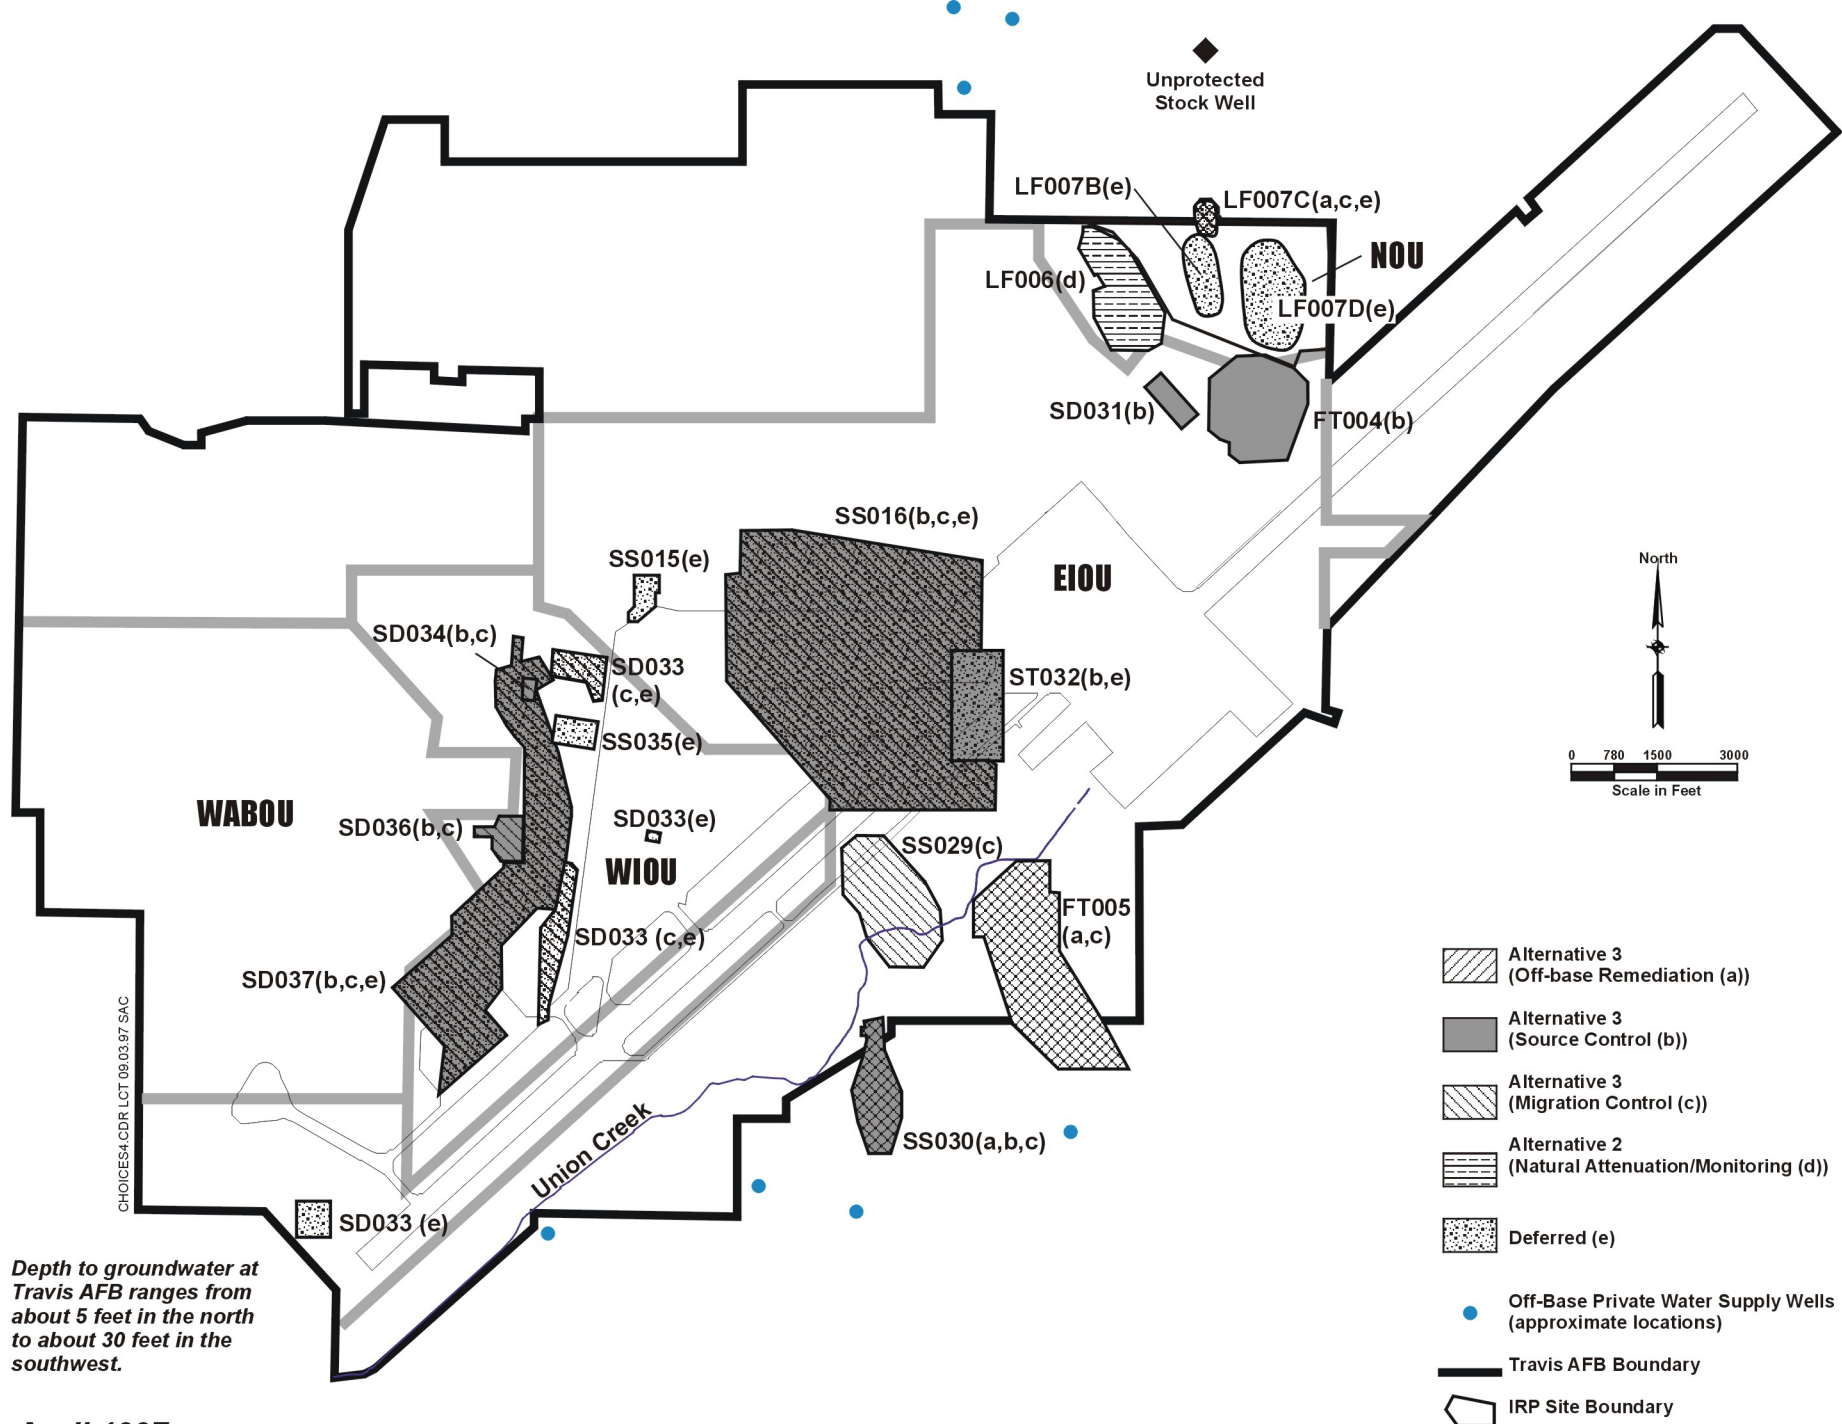 Unprotected
Stock Well
LF007B(e)
LF007C(a,c,e)
NOU
LF006(d)
LF007D(e)
SD031(b)
FT004(b)
SS016(b,c,e)
SS015(e)
EIOU
North
SD034(b,c)
SD033
(c,e)
ST032(b,e)
SS035(e)
0 780 1500 3000
Scale in Feet
WABOU
SD036(b,c)
SD033(e)
WIOU
SS029(c)
FT005
(a,c)
SD033 (c,e)
SD037(b,c,e)
CHOICES4.CDR LCT 09.03.97 SAC
Union Creek
SS030(a,b,c)
SD033 (e)
Depth to groundwater at
Travis AFB ranges from
about 5 feet in the north
to about 30 feet in the
southwest.
Alternative 3
(Off-base Remediation (a))
Alternative 3
(Source Control (b))
Alternative 3
(Migration Control (c))
Alternative 2
(Natural Attenuation/Monitoring (d))
Deferred (e)
Off-Base Private Water Supply Wells
(approximate locations)
Travis AFB Boundary
IRP Site Boundary